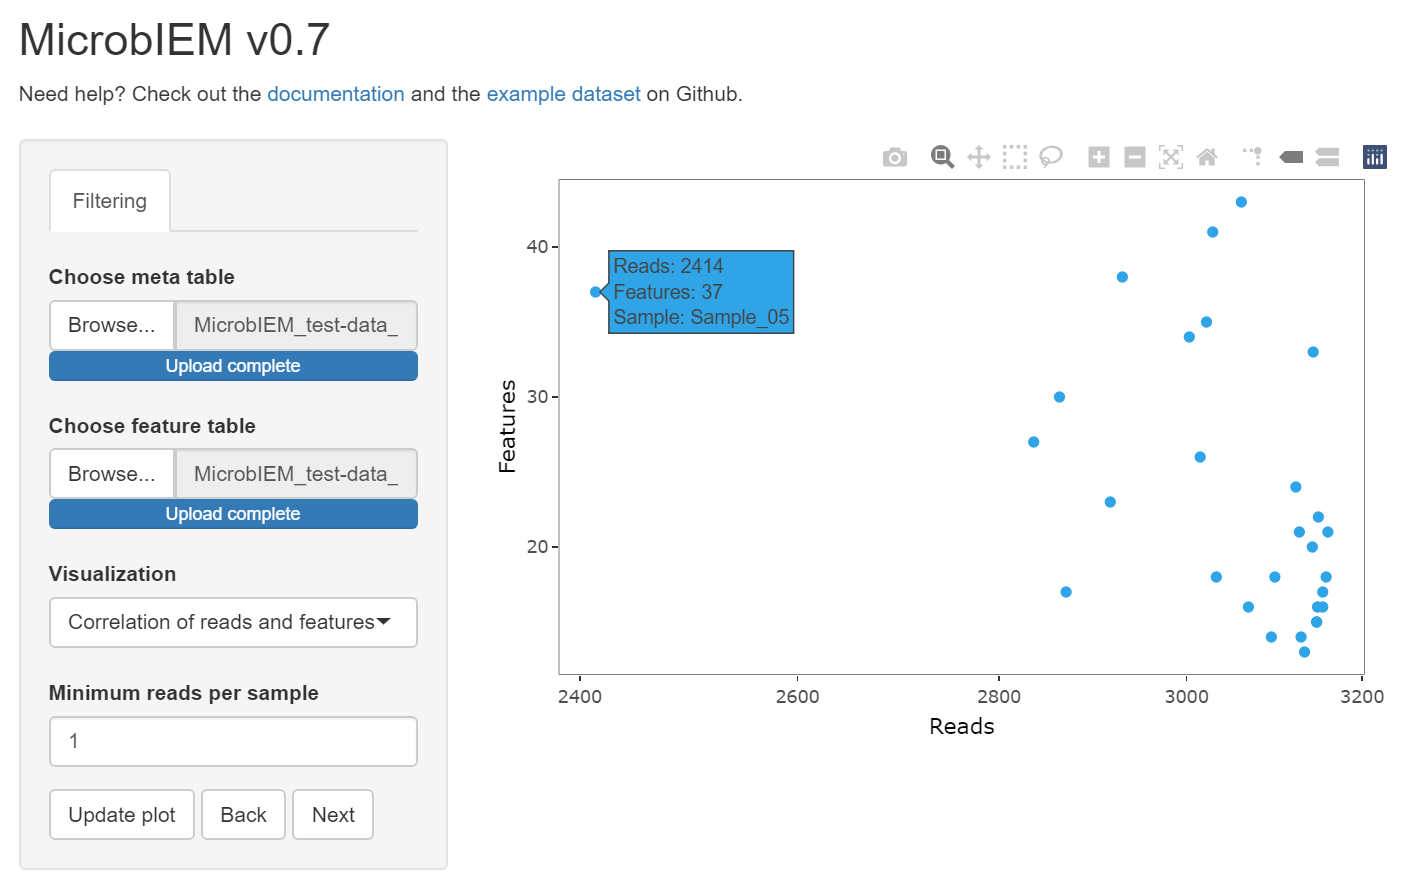 MicrobIEM v0.7
Need help? Check out the documentation and the example dataset on Github.
Filtering
Choose meta table
Browse... MicrobIEM_test-data_
Upload complete
Choose feature table
Browse... MicrobIEM_test-data_
Upload complete
Visualization
Correlation of reads and features
Minimum reads per sample
1
Update plot Back Next
Features
40
30
20
Reads: 2414
Features: 37
Sample: Sample_05
2400 2600 2800 3000 3200
Reads